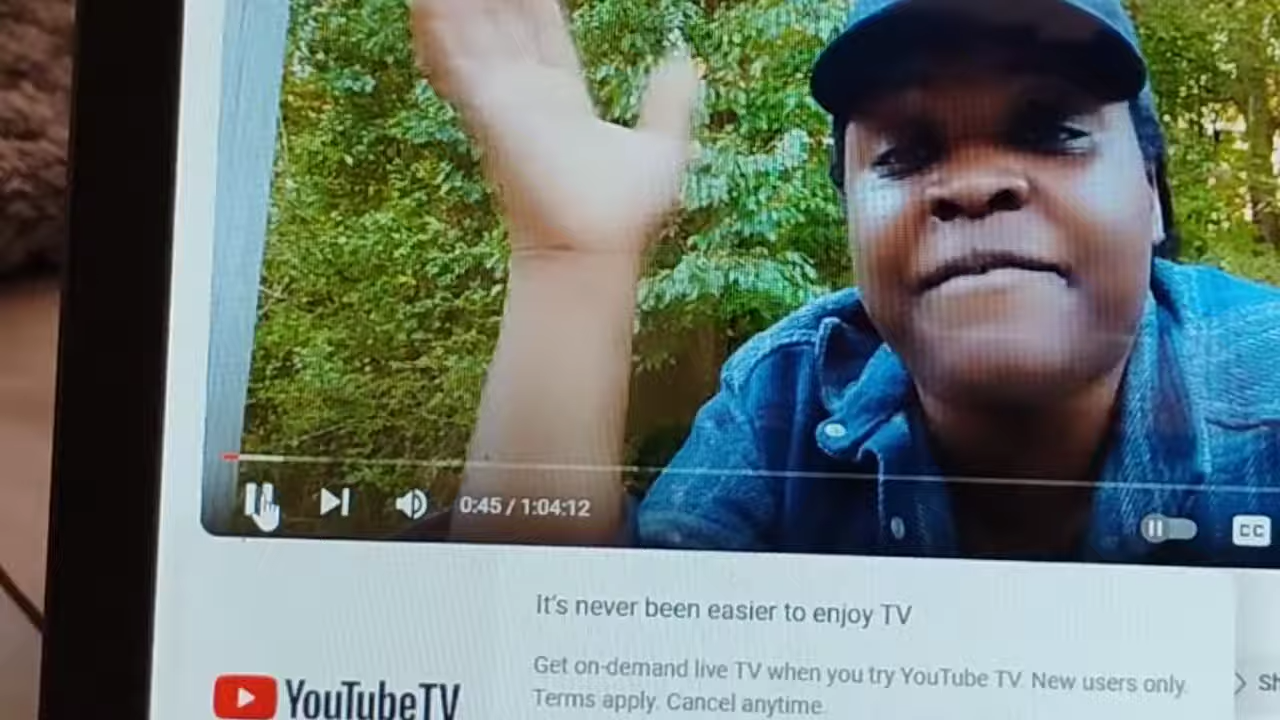 0:45 / 1:04:12
CC
It's never been easier to enjoy TV
Get on-demand live TV when you try YouTube TV. New users only.
Terms apply. Cancel anytime.
YouTubeTV
Sh